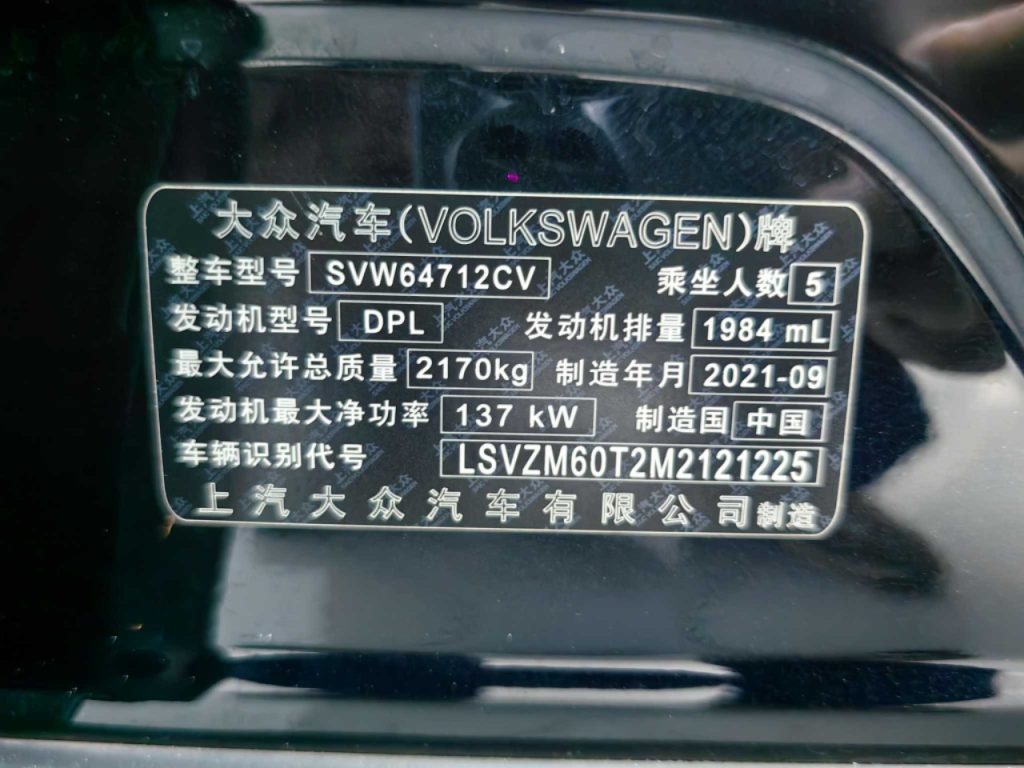 大众汽车(VOLKSWAGEN)牌
整车型号 SVW64712CV 乘坐人数 5
发动机型号 DPL 发动机排量 1984 mL
最大允许总质量 2170kg 制造年月 2021-09
发动机最大净功率 137 kW 制造国 中国
车辆识别代号 LSVZM60T2M2121225
上汽大众汽车有限公司 制造